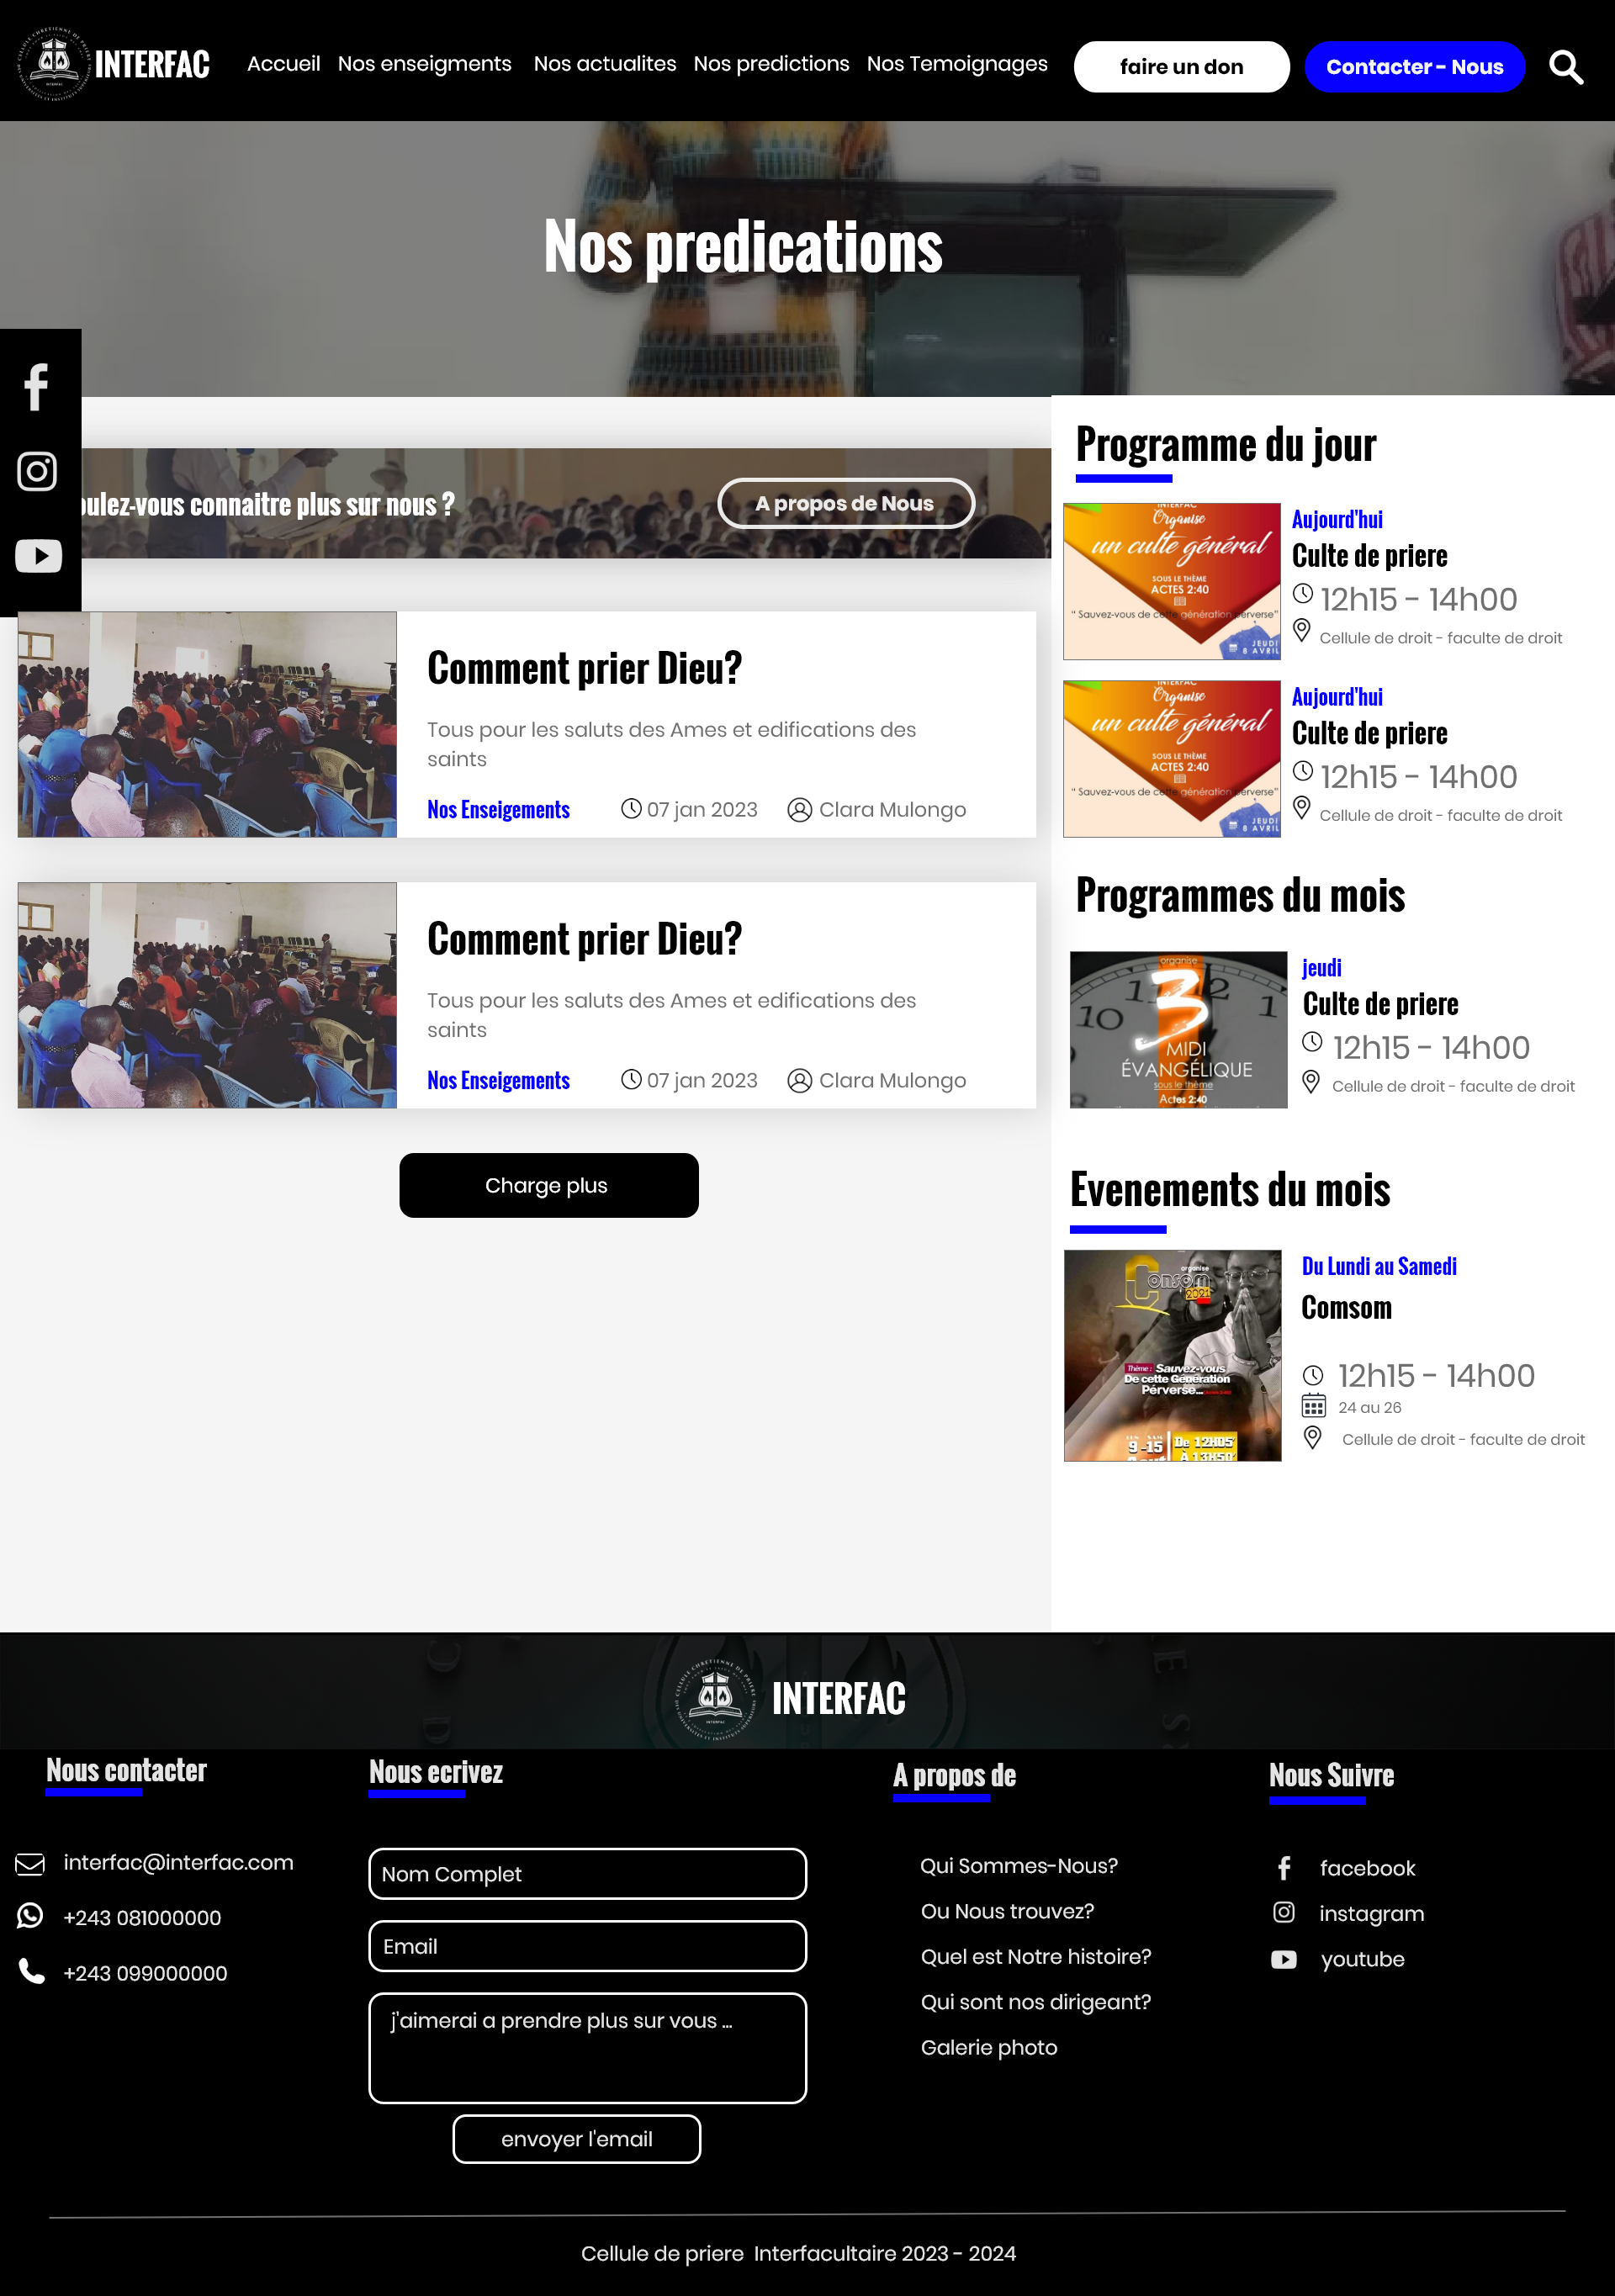 INTERFAC
Accueil
Nos enseigments
Nos actualites
Nos predictions
Nos Temoignages
faire un don
Contacter - Nous
Nos predications
oulez-vous connaitre plus sur nous ?
A propos de Nous
Comment prier Dieu?
Tous pour les saluts des Ames et edifications des
saints
Nos Enseigements
07 jan 2023
Clara Mulongo
Comment prier Dieu?
Tous pour les saluts des Ames et edifications des
saints
Nos Enseigements
07 jan 2023
Clara Mulongo
Charge plus
Programme du jour
INTERFAC
Organise
un culte général
SOUS LE THÈME
ACTES 2:40
" Sauvez-vous de cette génération perverse"
JEUDI
8 AVRIL
Aujourd'hui
Culte de priere
12h15 - 14h00
Cellule de droit - faculte de droit
INTERFAC
Organise
un culte général
SOUS LE THÈME
ACTES 2:40
" Sauvez-vous de cette génération perverse"
JEUDI
8 AVRIL
Aujourd'hui
Culte de priere
12h15 - 14h00
Cellule de droit - faculte de droit
Programmes du mois
organise
11 12 1
10
3
MIDI
ÉVANGÉLIQUE
sous le thème
Actes 2:40
jeudi
Culte de priere
12h15 - 14h00
Cellule de droit - faculte de droit
Evenements du mois
organise
Consom
2021
Thème : Sauvez-vous
De cette Génération
Perverse...
9-15
De 12H05'
À 13H50'
Du Lundi au Samedi
Comsom
12h15 - 14h00
24 au 26
Cellule de droit - faculte de droit
INTERFAC
Nous contacter
interfac@interfac.com
+243 081000000
+243 099000000
Nous ecrivez
Nom Complet
Email
j'aimerai a prendre plus sur vous ...
envoyer l'email
A propos de
Qui Sommes-Nous?
Ou Nous trouvez?
Quel est Notre histoire?
Qui sont nos dirigeant?
Galerie photo
Nous Suivre
facebook
instagram
youtube
Cellule de priere Interfacultaire 2023 - 2024